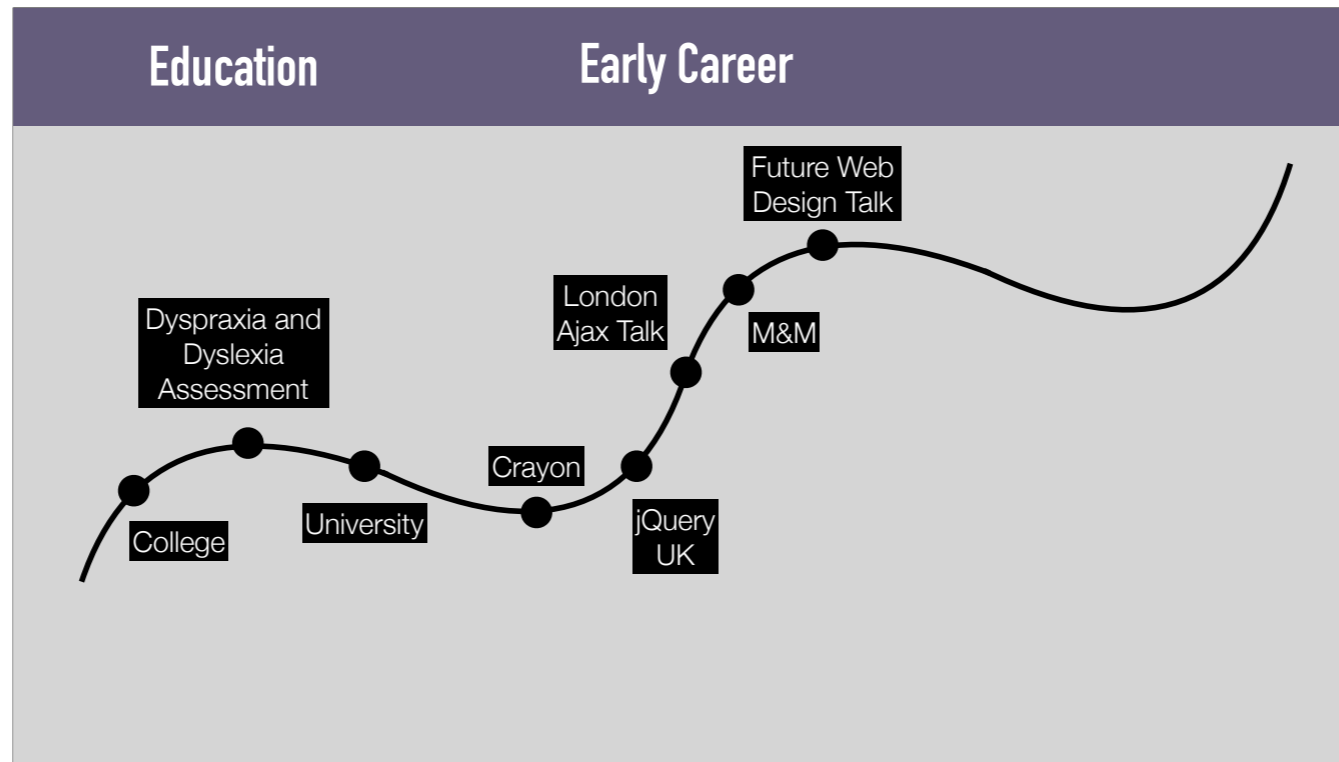 Education
Early Career
Future Web
Design Talk
London
Ajax Talk
M&M
Dyspraxia and
Dyslexia
Assessment
Crayon
College
University
jQuery
UK